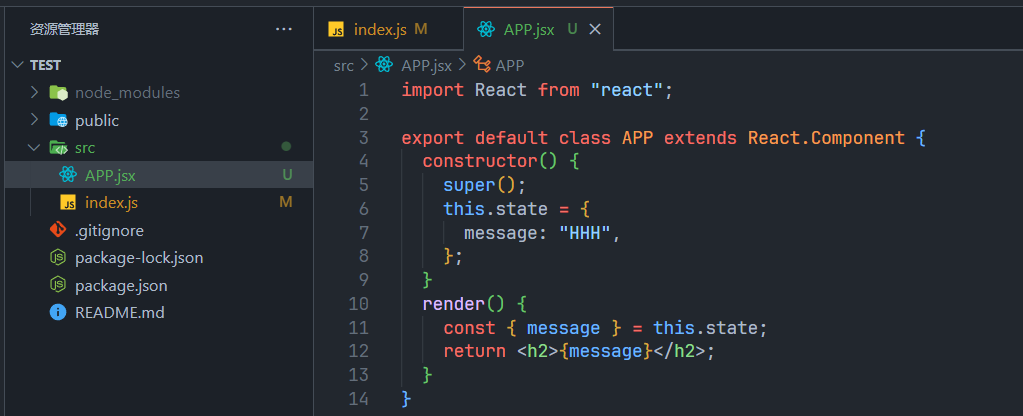 资源管理器 ...
TEST
node_modules
public
src
APP.jsx U
index.js M
.gitignore
package-lock.json
package.json
README.md
JS index.js M APP.jsx U
src > APP.jsx > APP
1 import React from "react";
2
3 export default class APP extends React.Component {
4 constructor() {
5 super();
6 this.state = {
7 message: "HHH",
8 };
9 }
10 render() {
11 const { message } = this.state;
12 return <h2>{message}</h2>;
13 }
14 }